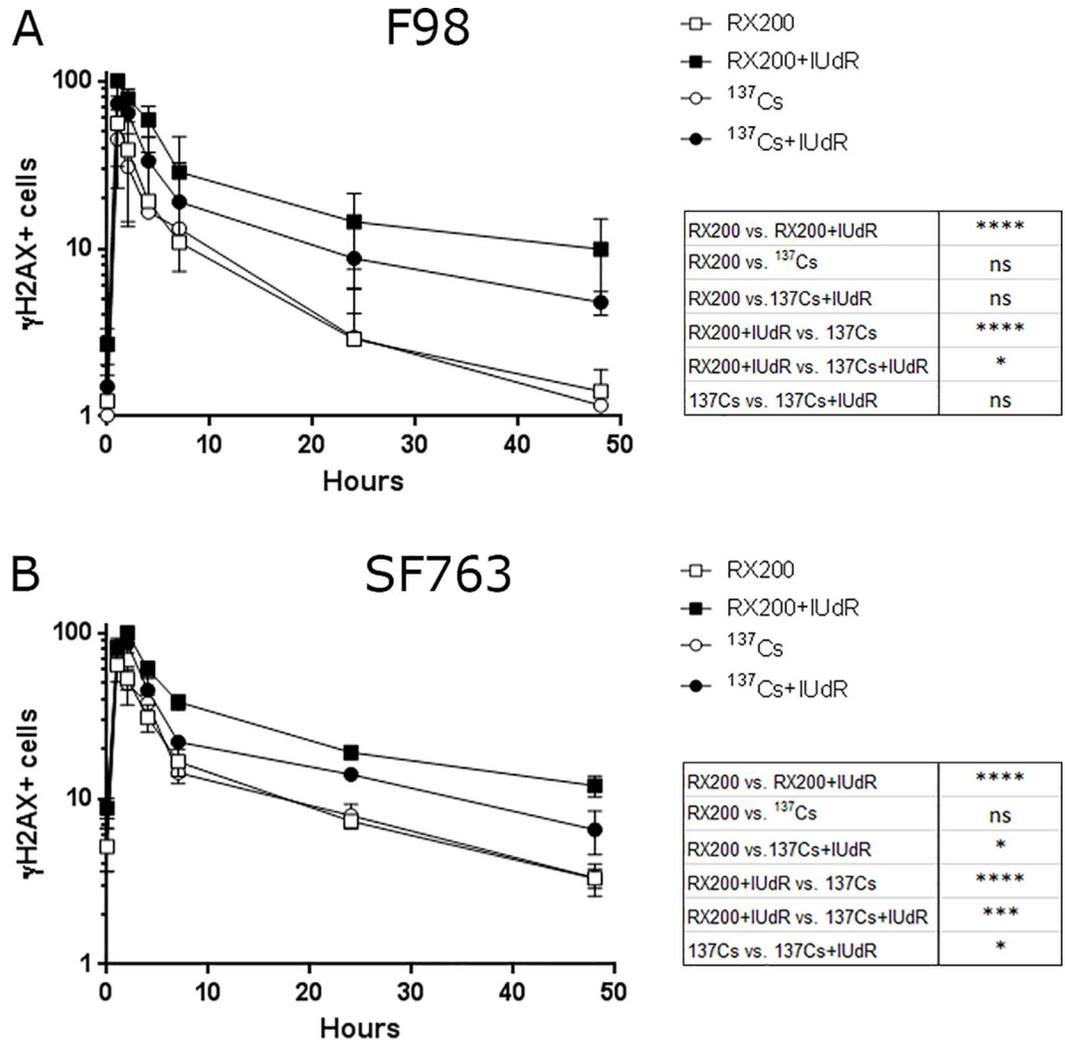 A
F98
RX200
RX200+IUdR
¹³⁷Cs
¹³⁷Cs+IUdR
γH2AX+ cells
100
10
1
0 10 20 30 40 50
Hours
RX200 vs. RX200+IUdR ****
RX200 vs. ¹³⁷Cs ns
RX200 vs.137Cs+IUdR ns
RX200+IUdR vs. 137Cs ****
RX200+IUdR vs. 137Cs+IUdR *
137Cs vs. 137Cs+IUdR ns
B
SF763
RX200
RX200+IUdR
¹³⁷Cs
¹³⁷Cs+IUdR
γH2AX+ cells
100
10
1
0 10 20 30 40 50
Hours
RX200 vs. RX200+IUdR ****
RX200 vs. ¹³⁷Cs ns
RX200 vs.137Cs+IUdR *
RX200+IUdR vs. 137Cs ****
RX200+IUdR vs. 137Cs+IUdR ***
137Cs vs. 137Cs+IUdR *